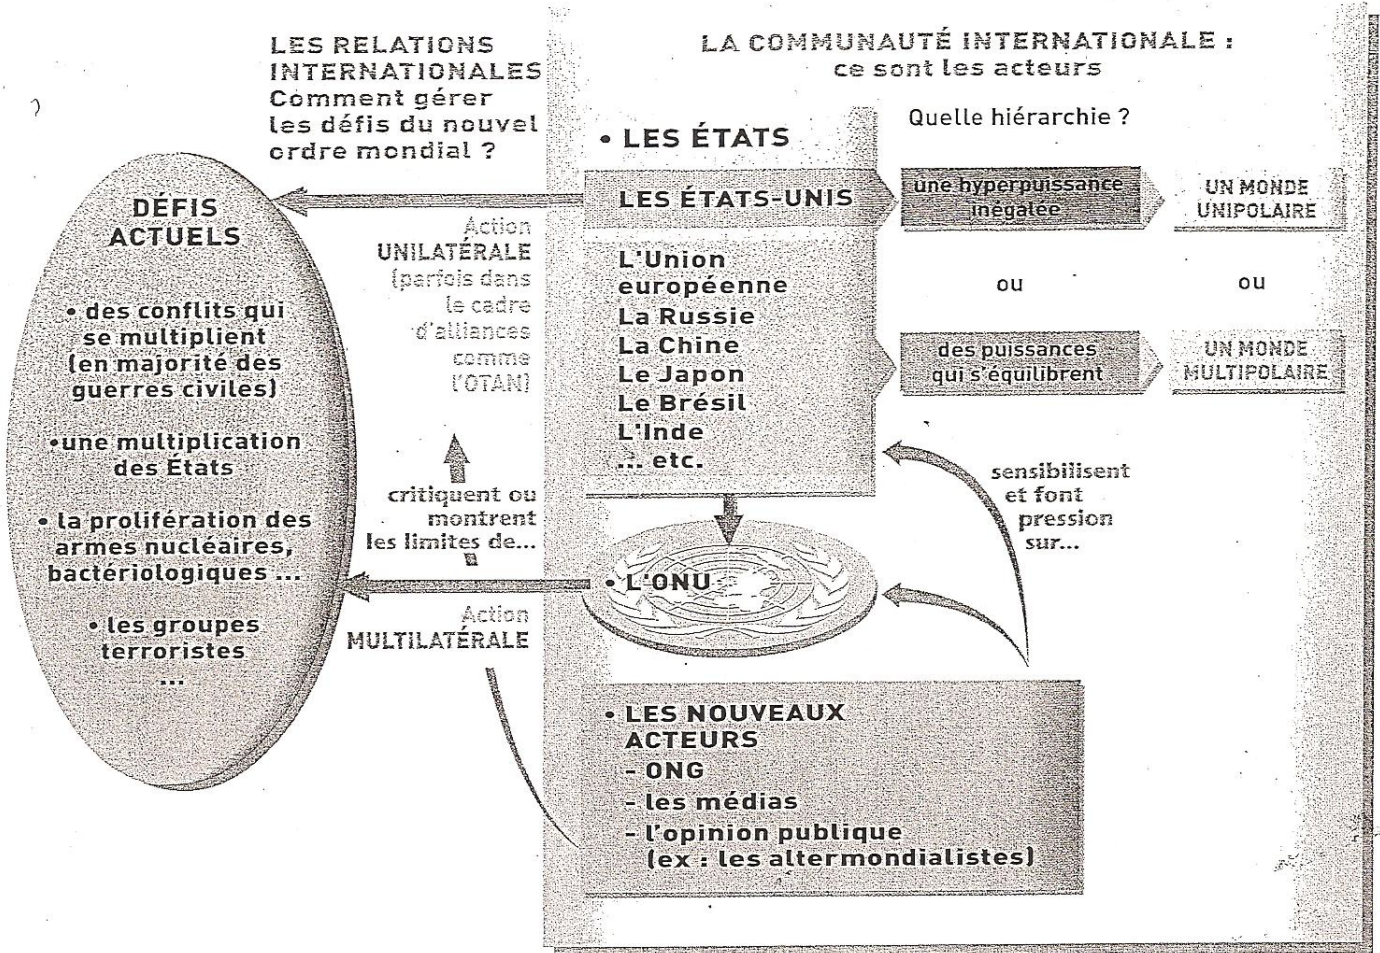 LES RELATIONS
INTERNATIONALES
Comment gérer
les défis du nouvel
ordre mondial ?
LA COMMUNAUTÉ INTERNATIONALE :
ce sont les acteurs
Quelle hiérarchie ?
• LES ÉTATS
LES ÉTATS-UNIS
une hyperpuissance
inégalée
UN MONDE
UNIPOLAIRE
L'Union
européenne
La Russie
La Chine
Le Japon
Le Brésil
L'Inde
... etc.
ou
ou
des puissances
qui s'équilibrent
UN MONDE
MULTIPOLAIRE
DÉFIS
ACTUELS
• des conflits qui
se multiplient
(en majorité des
guerres civiles)
•une multiplication
des États
• la prolifération des
armes nucléaires,
bactériologiques ...
• les groupes
terroristes
...
Action
UNILATÉRALE
(parfois dans
le cadre
d'alliances
comme
l'OTAN)
critiquent ou
montrent
les limites de...
Action
MULTILATÉRALE
sensibilisent
et font
pression
sur...
• L'ONU
• LES NOUVEAUX
ACTEURS
- ONG
- les médias
- l'opinion publique
(ex : les altermondialistes)